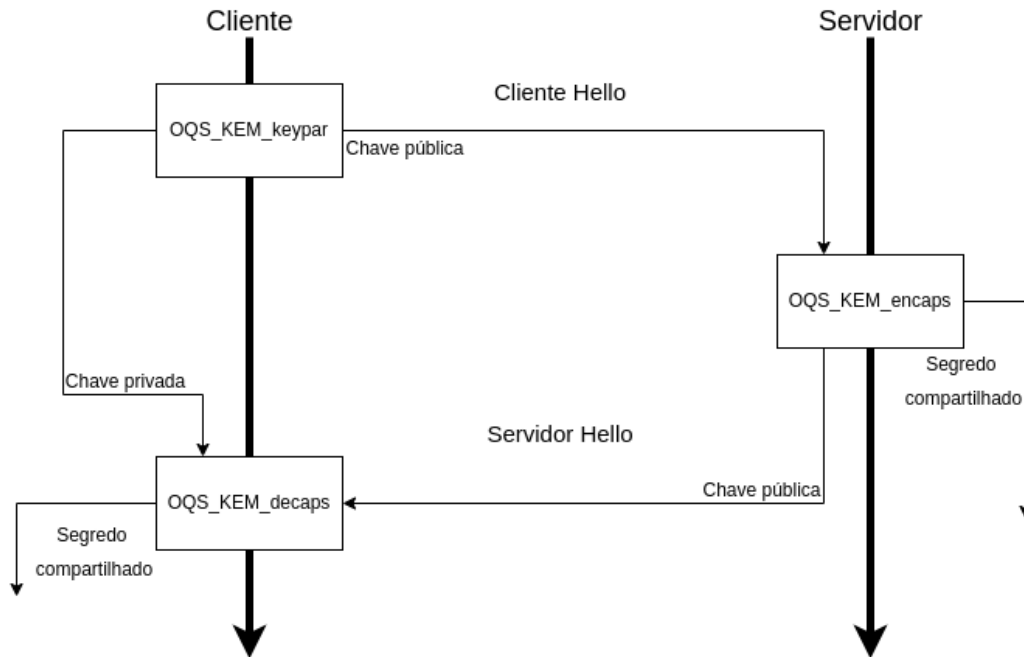 Cliente
Servidor
Cliente Hello
OQS_KEM_keypar
Chave pública
OQS_KEM_encaps
Segredo
compartilhado
Chave privada
Servidor Hello
Chave pública
OQS_KEM_decaps
Segredo
compartilhado